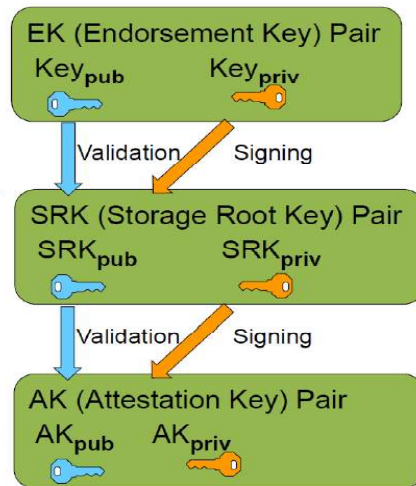 EK (Endorsement Key) Pair
Keypub Keypriv
Validation Signing
SRK (Storage Root Key) Pair
SRKpub SRKpriv
Validation Signing
AK (Attestation Key) Pair
AKpub AKpriv